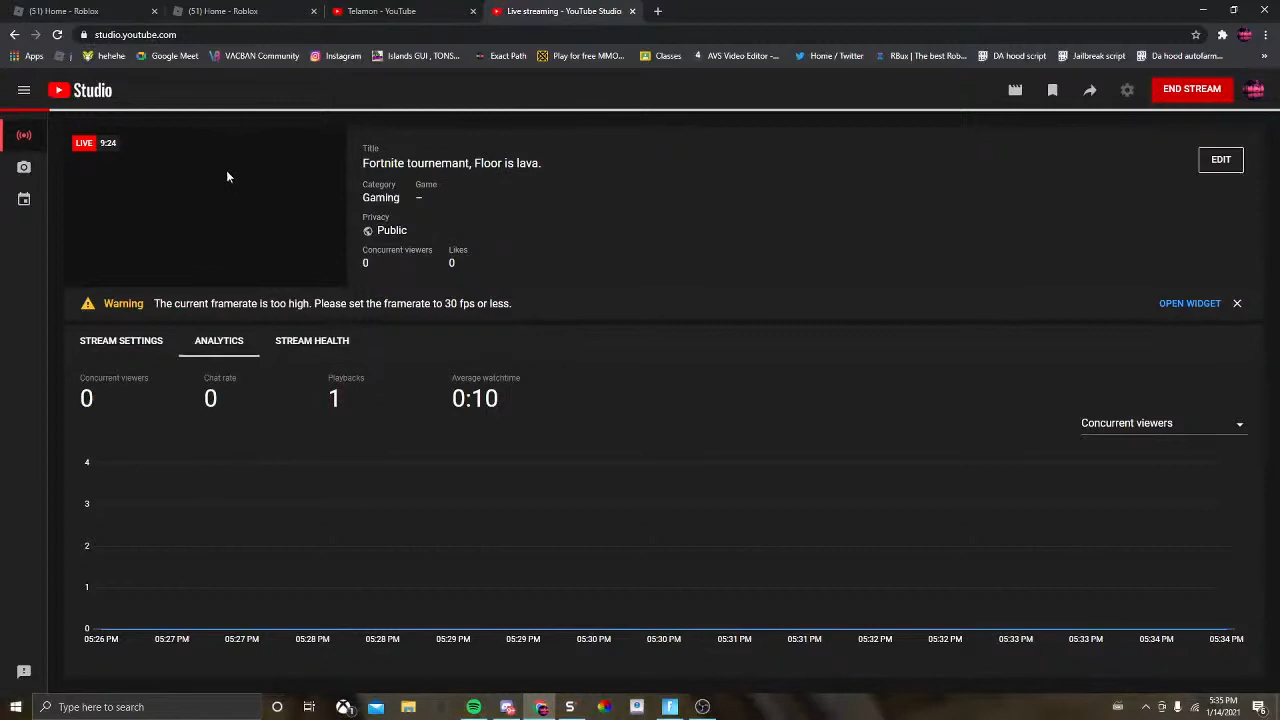 (51) Home - Roblox (51) Home - Roblox Telamon - YouTube Live streaming - YouTube Studio
studio.youtube.com
Apps hehehe Google Meet VACBAN Community Instagram Islands GUI, TONS... Exact Path Play for free MMO... Classes AVS Video Editor -... Home / Twitter RBux | The best Rob... DA hood script Jailbreak script Da hood autofarm... »
Studio END STREAM
LIVE 9:24
Title
Fortnite tournemant, Floor is lava.
EDIT
Category Game
Gaming –
Privacy
Public
Concurrent viewers Likes
0 0
Warning The current framerate is too high. Please set the framerate to 30 fps or less. OPEN WIDGET
STREAM SETTINGS ANALYTICS STREAM HEALTH
Concurrent viewers Chat rate Playbacks Average watchtime
0 0 1 0:10
Concurrent viewers
4
3
2
1
0
05:26 PM 05:27 PM 05:27 PM 05:28 PM 05:28 PM 05:29 PM 05:29 PM 05:30 PM 05:30 PM 05:31 PM 05:31 PM 05:32 PM 05:32 PM 05:33 PM 05:33 PM 05:34 PM 05:34 PM
Type here to search
5:35 PM
1/14/2021